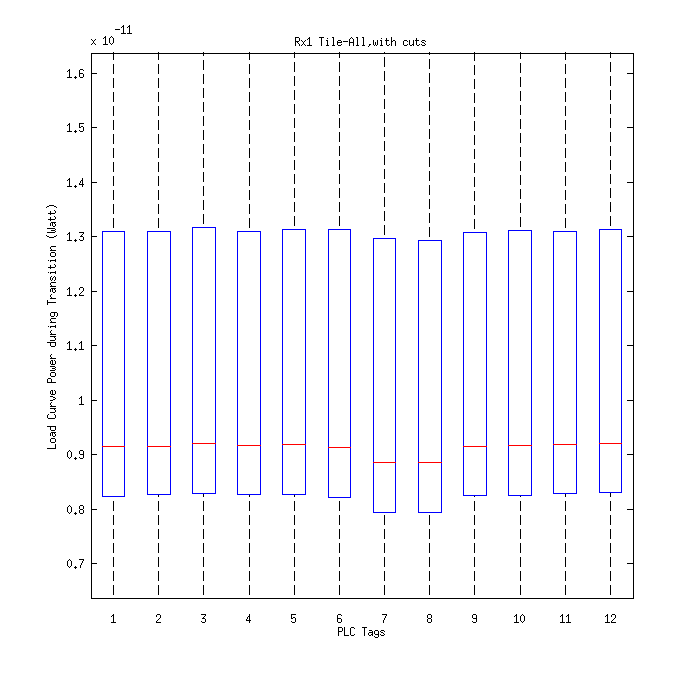 x 10^-11
Rx1 Tile-All,with cuts
1.6
1.5
1.4
1.3
1.2
1.1
1
0.9
0.8
0.7
Load Curve Power during Transition (Watt)
1 2 3 4 5 6 7 8 9 10 11 12
PLC Tags